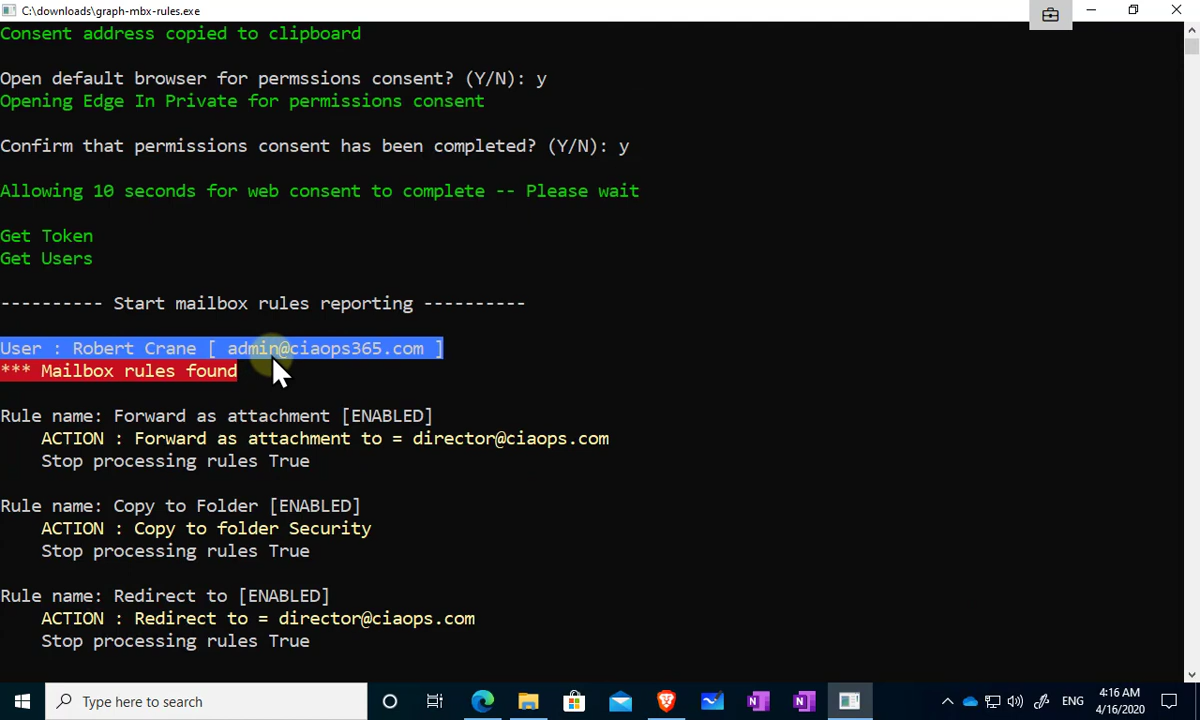 C:\downloads\graph-mbx-rules.exe
Consent address copied to clipboard
Open default browser for permssions consent? (Y/N): y
Opening Edge In Private for permissions consent
Confirm that permissions consent has been completed? (Y/N): y
Allowing 10 seconds for web consent to complete -- Please wait
Get Token
Get Users
---------- Start mailbox rules reporting ----------
User : Robert Crane [ admin@ciaops365.com ]
*** Mailbox rules found
Rule name: Forward as attachment [ENABLED]
ACTION : Forward as attachment to = director@ciaops.com
Stop processing rules True
Rule name: Copy to Folder [ENABLED]
ACTION : Copy to folder Security
Stop processing rules True
Rule name: Redirect to [ENABLED]
ACTION : Redirect to = director@ciaops.com
Stop processing rules True
Type here to search
ENG
4:16 AM
4/16/2020